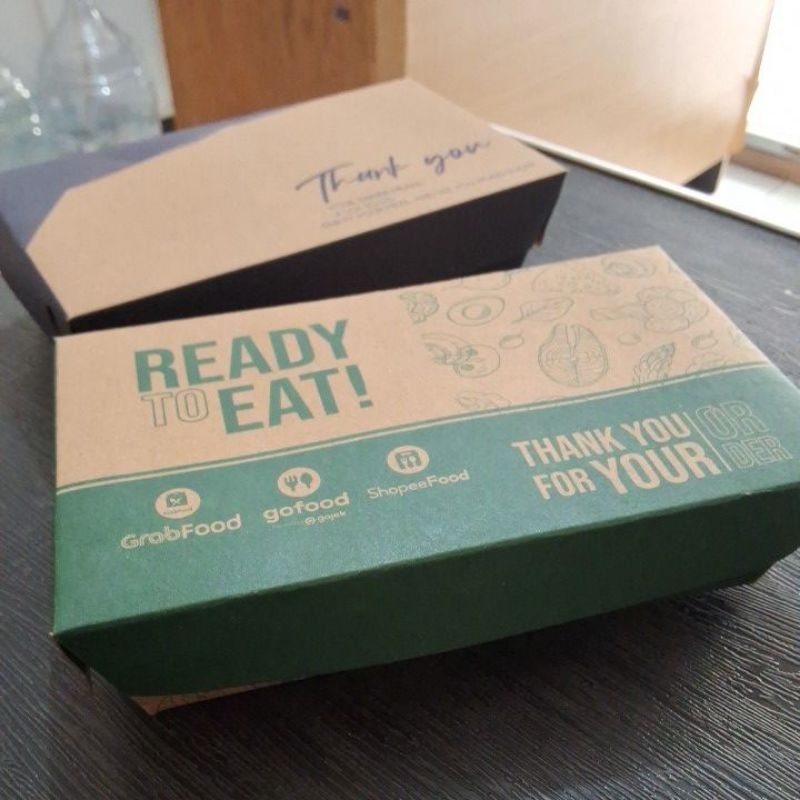 Thank you
READY
TO EAT!
GrabFood
gofood
gojek
ShopeeFood
THANK YOU
FOR YOUR
OR
DER